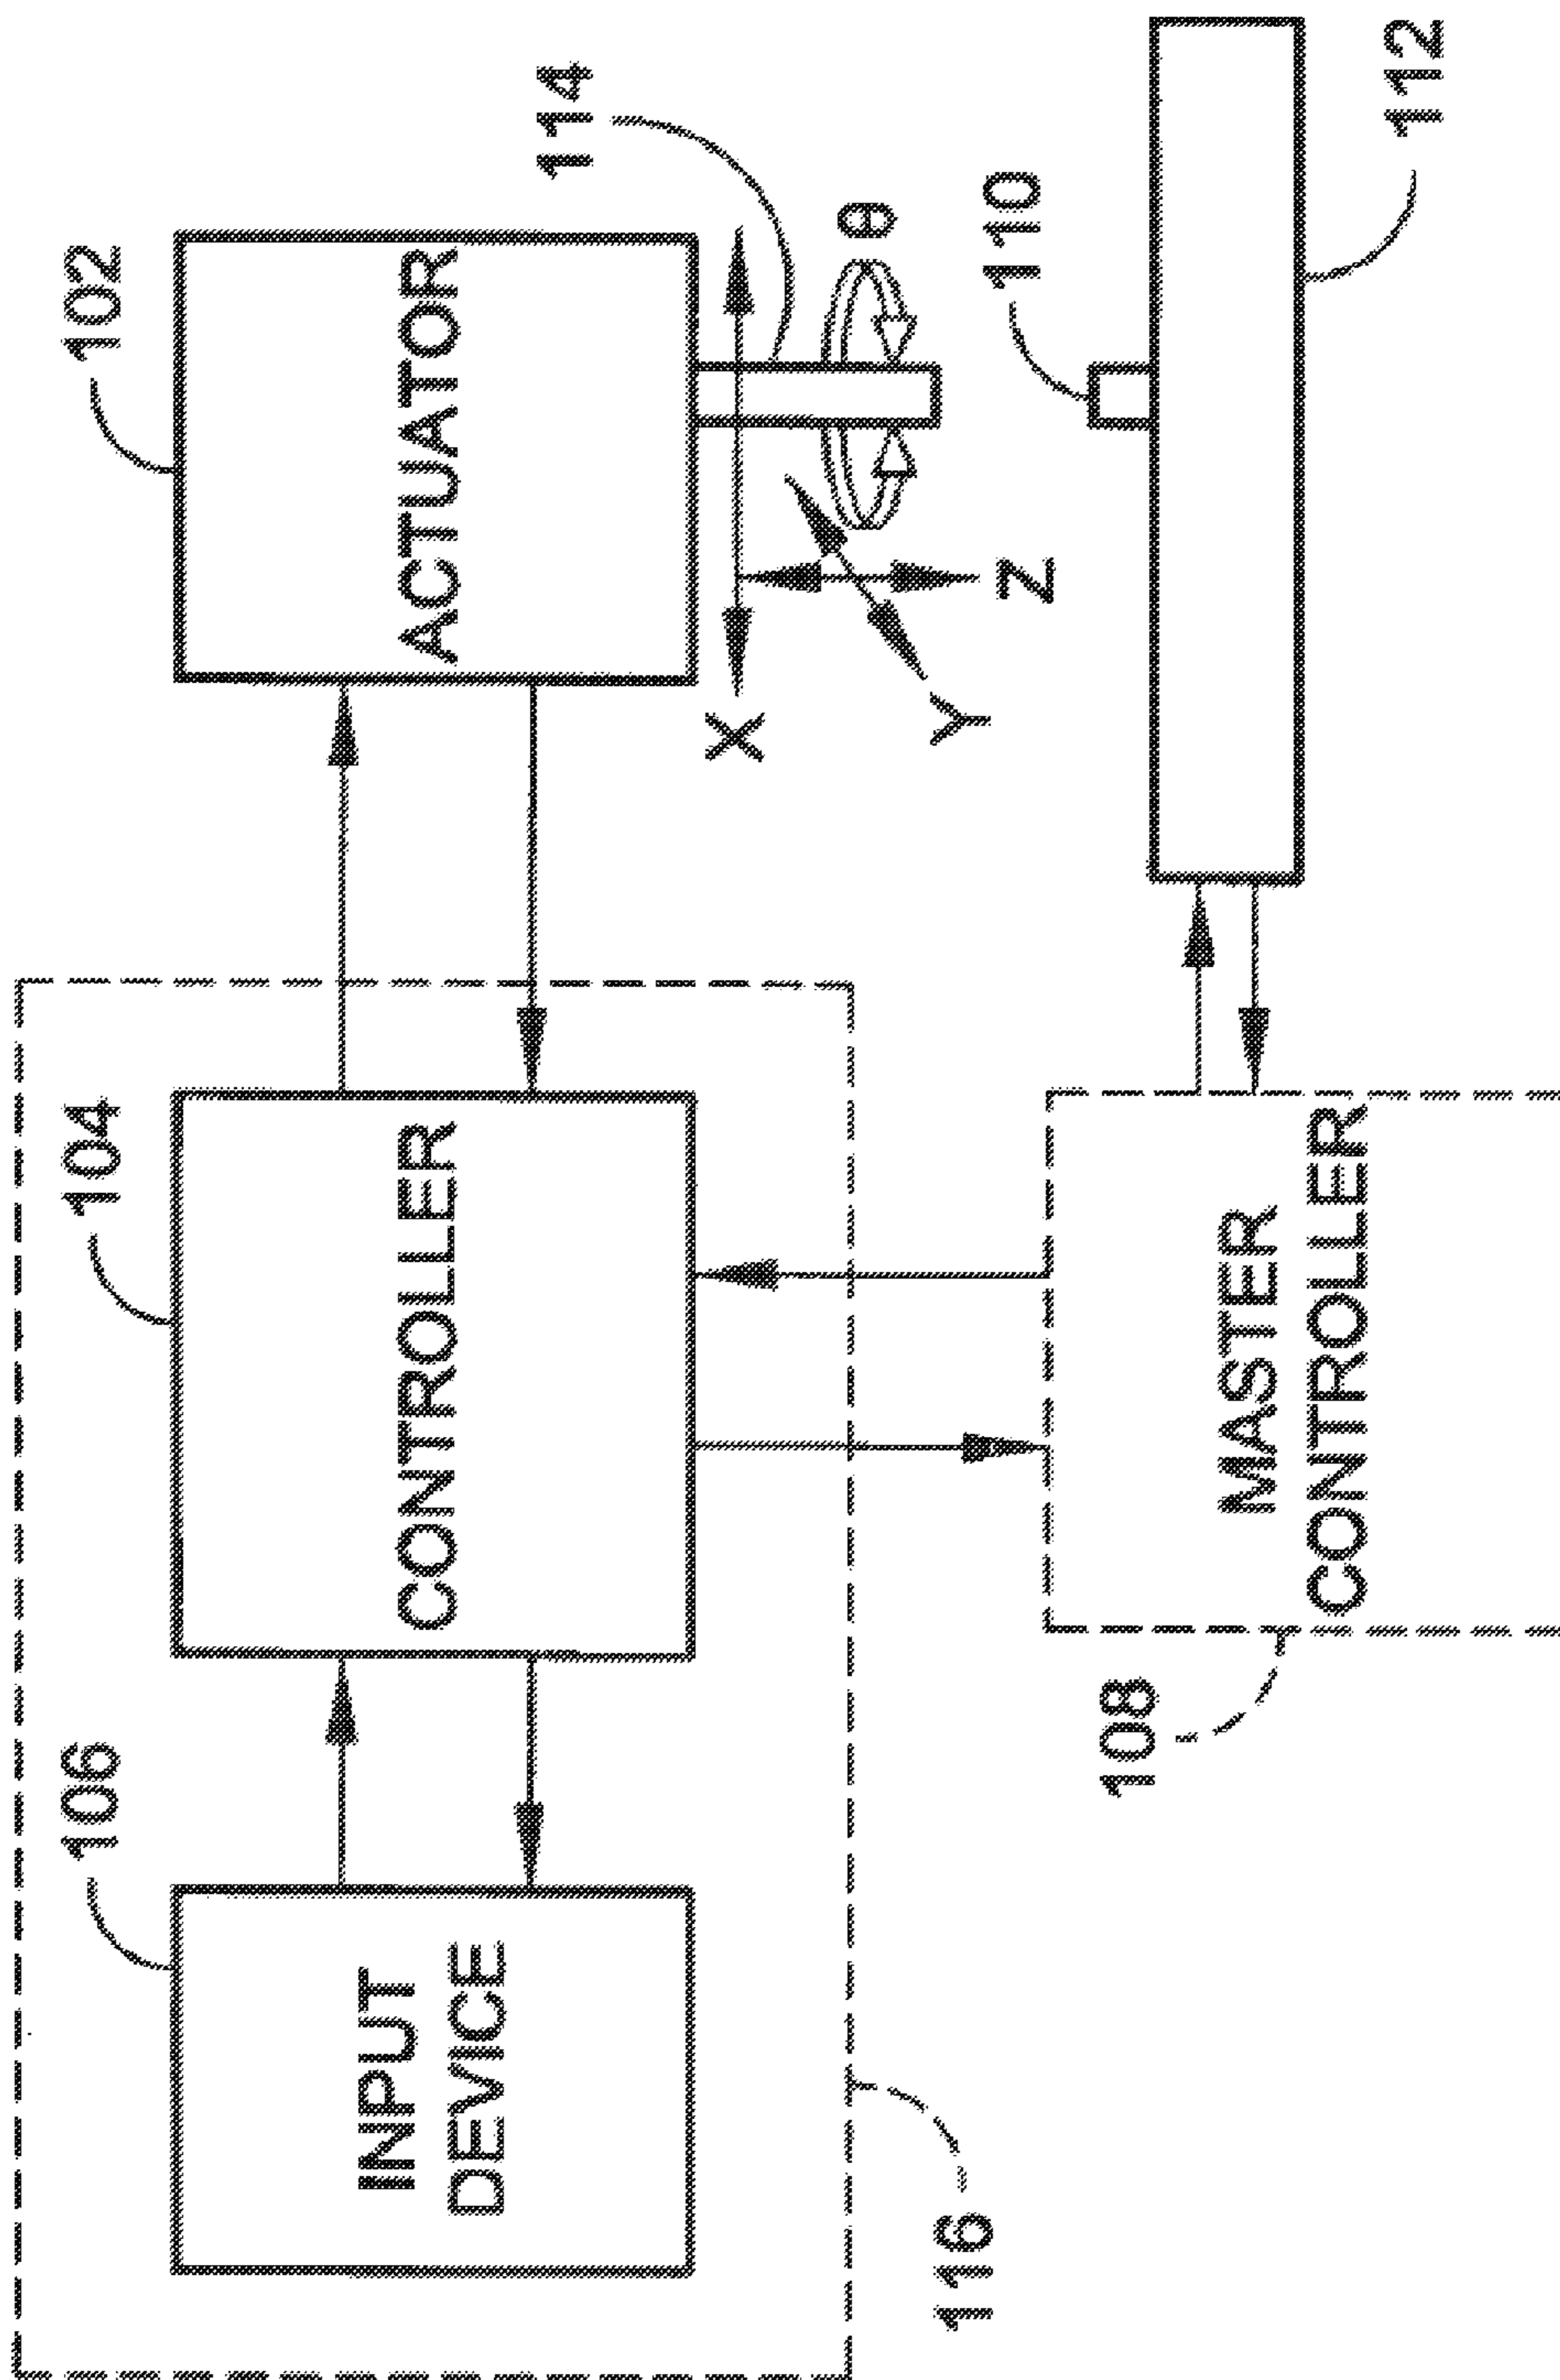 106
104
102
INPUT
DEVICE
CONTROLLER
ACTUATOR
114
X
Y
Z
θ
116
108
MASTER
CONTROLLER
110
112